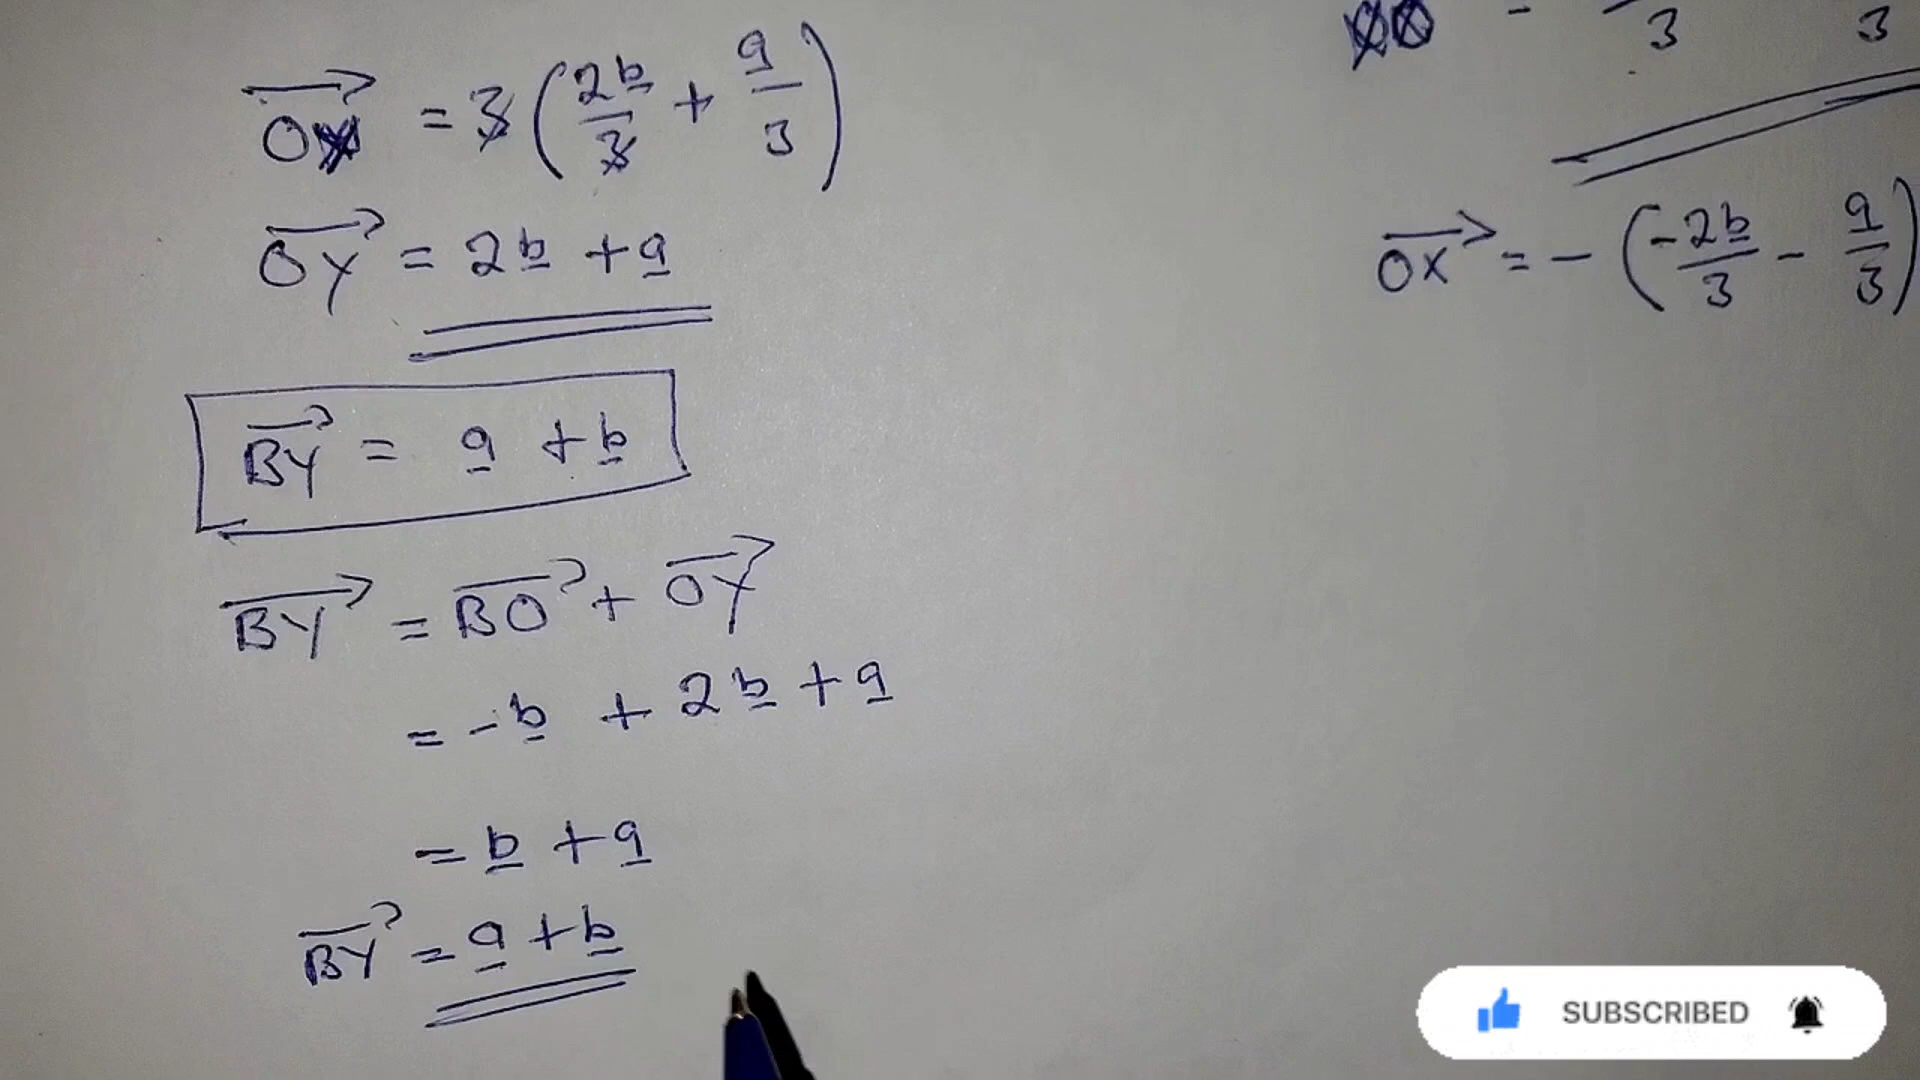 OX = 3 ( 2b/3 + a/3 )
OY = 2b + a
BY = a + b
BY = BO + OY
= -b + 2b + a
= b + a
BY = a + b
- 3 3
OX = - ( -2b/3 - a/3 )
SUBSCRIBED